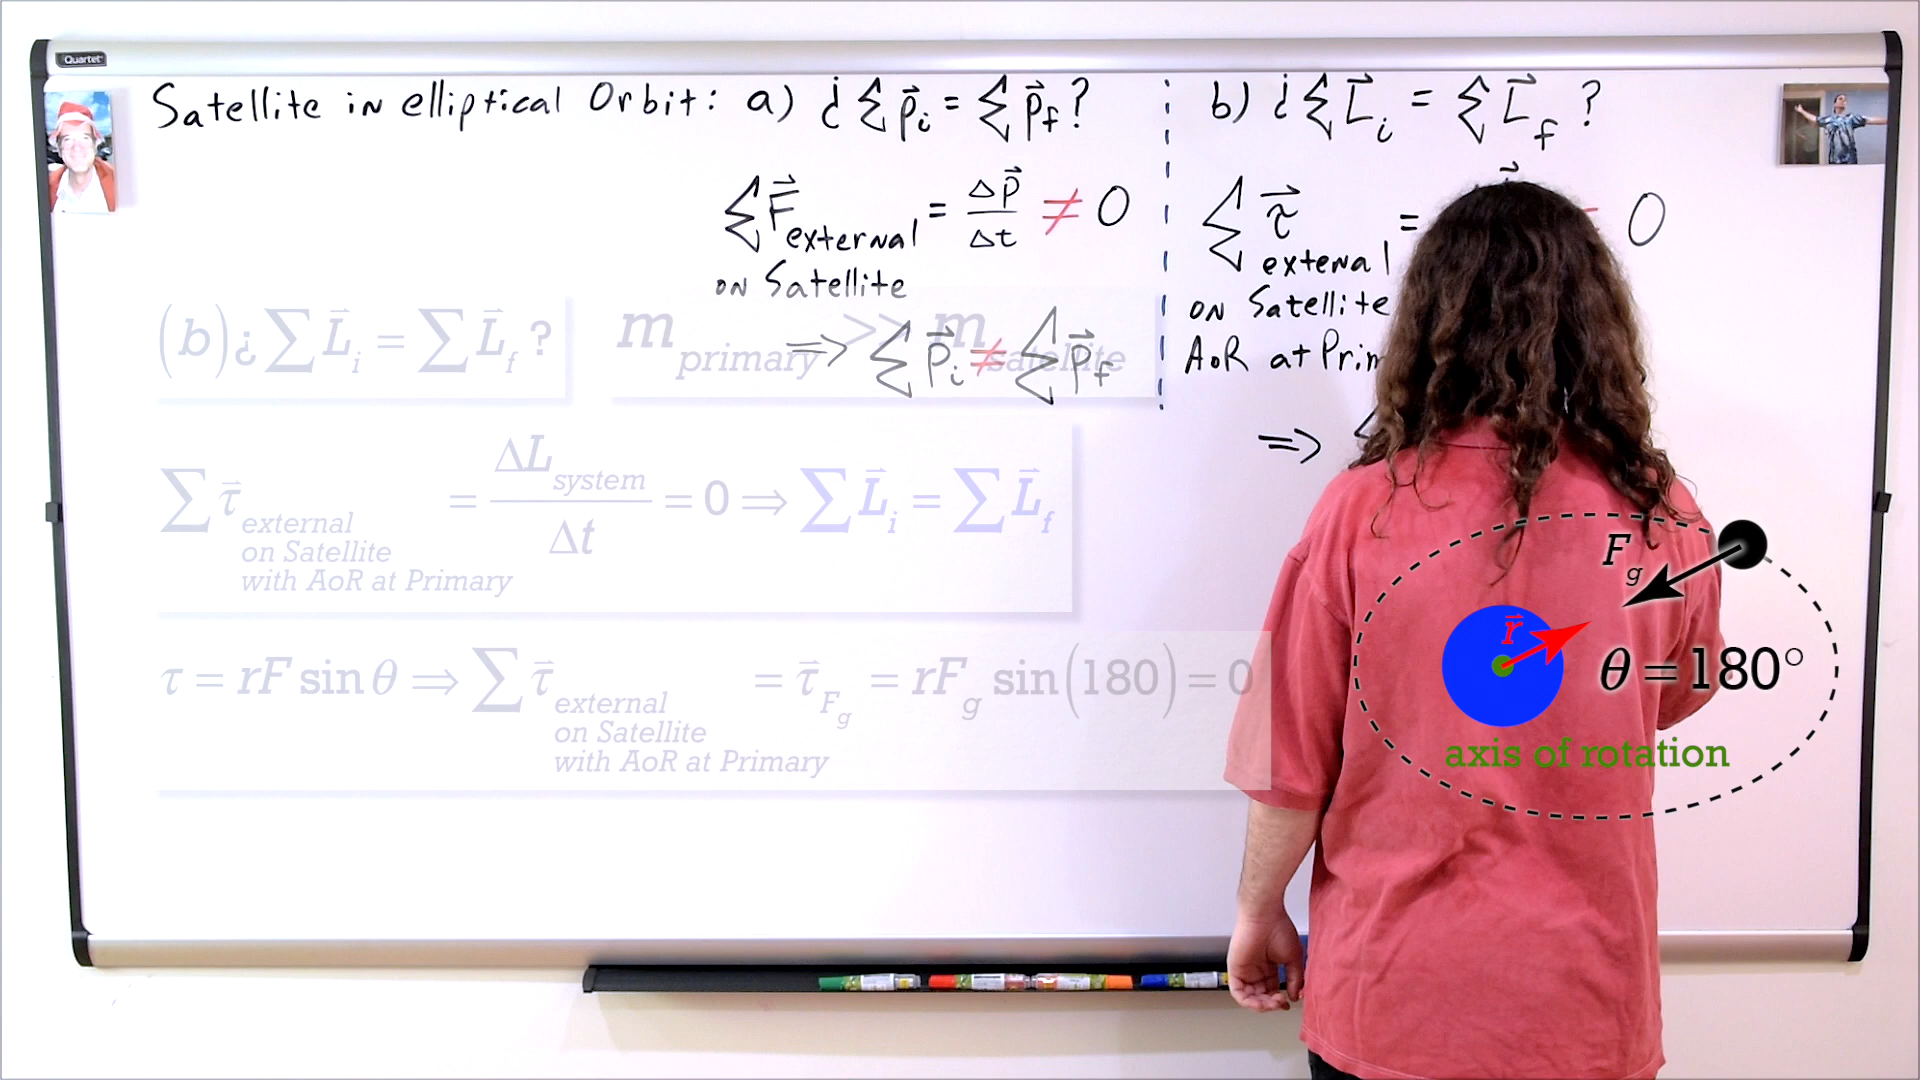 Quartet
Satellite in elliptical Orbit: a) ¿ Σ p⃗i = Σ p⃗f ?
b) ¿ Σ L⃗i = Σ L⃗f ?
Σ F⃗ external on Satellite = Δp⃗/Δt ≠ 0
⇒ Σ p⃗i ≠ Σ p⃗f
Σ τ⃗ extenal = 0
on Satellite
AoR at Prim
⇒
(b) ¿ Σ L⃗i = Σ L⃗f ?
m primary >> m satellite
Σ τ⃗ external on Satellite with AoR at Primary = ΔL system / Δt = 0 ⇒ Σ L⃗i = Σ L⃗f
τ = rF sin θ ⇒ Σ τ⃗ external on Satellite with AoR at Primary = τ⃗ Fg = rFg sin(180) = 0
Fg
r⃗
θ = 180°
axis of rotation